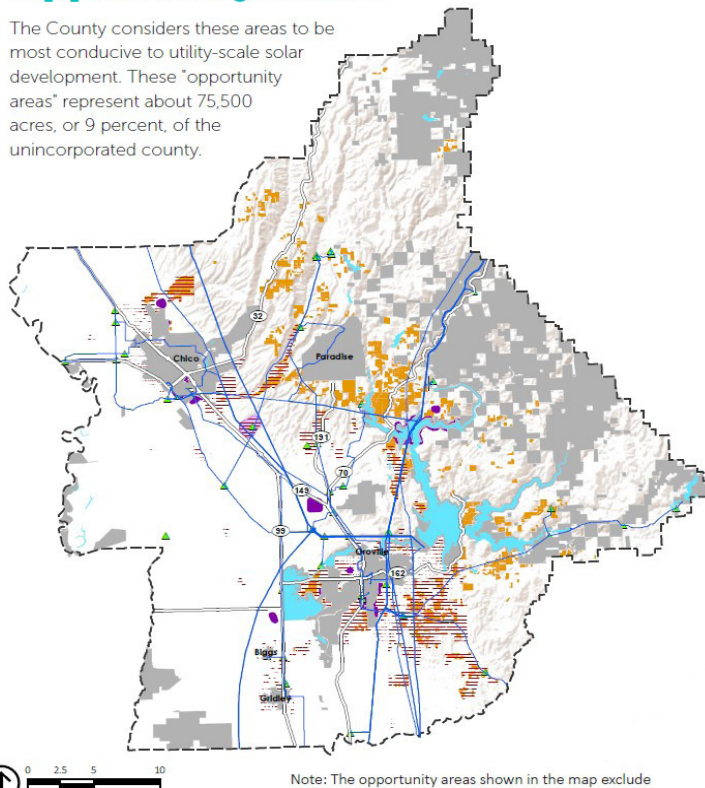 The County considers these areas to be
most conducive to utility-scale solar
development. These "opportunity
areas" represent about 75,500
acres, or 9 percent, of the
unincorporated county.
32
Chico
Paradise
191
70
149
99
Oroville
162
Biggs
Gridley
0 2.5 5 10
Note: The opportunity areas shown in the map exclude